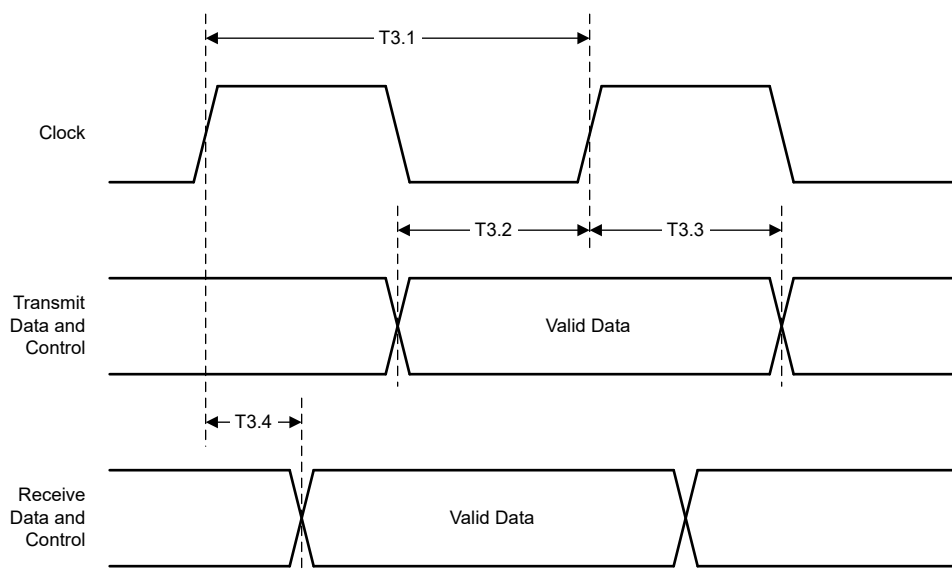 T3.1
Clock
T3.2
T3.3
Transmit
Data and
Control
Valid Data
T3.4
Receive
Data and
Control
Valid Data